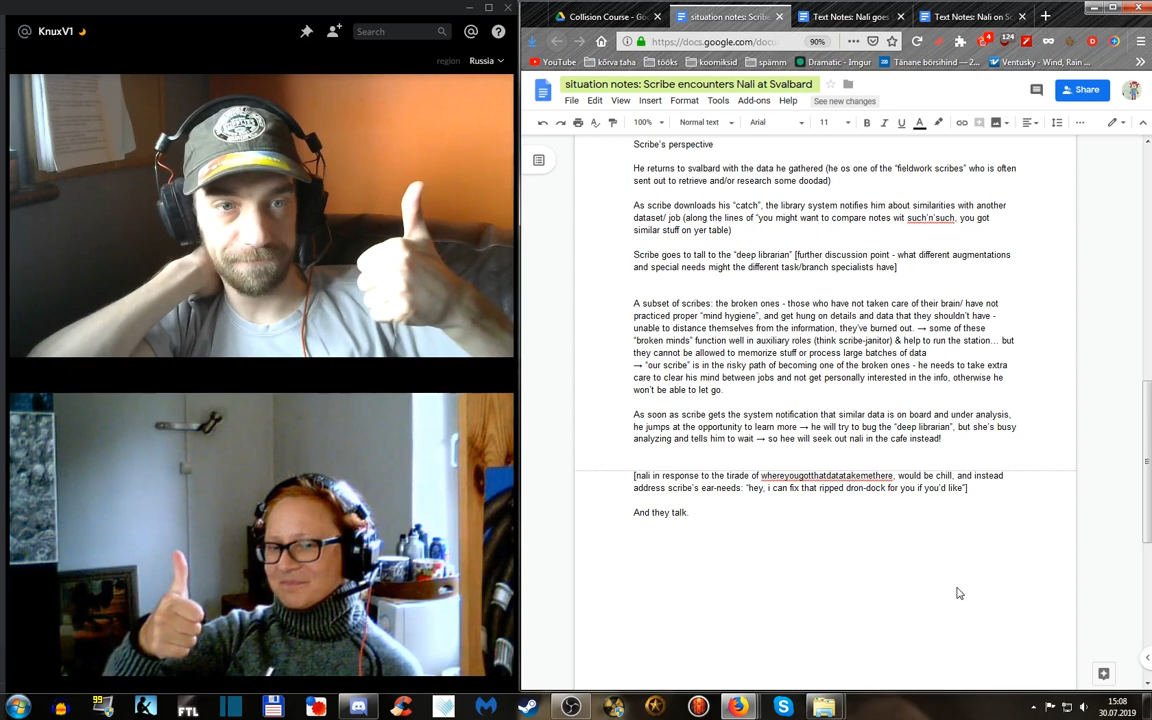 KnuxV1
Search
region Russia
Collision Course - Goo
situation notes: Scribe
Text Notes: Nali goes
Text Notes: Nali on S
https://docs.google.com/docu
90%
124
YouTube
kõrva taha
tööks
koomiksid
spämm
Dramatic - Imgur
Tänane börsihind —
Ventusky - Wind, Rain ...
situation notes: Scribe encounters Nali at Svalbard
File Edit View Insert Format Tools Add-ons Help See new changes
Share
100% Normal text Arial 11 B I U A
Scribe's perspective
He returns to svalbard with the data he gathered (he os one of the "fieldwork scribes" who is often
sent out to retrieve and/or research some doodad)
As scribe downloads his "catch", the library system notifies him about similarities with another
dataset/ job (along the lines of "you might want to compare notes wit such'n'such, you got
similar stuff on yer table)
Scribe goes to tall to the "deep librarian" [further discussion point - what different augmentations
and special needs might the different task/branch specialists have]
A subset of scribes: the broken ones - those who have not taken care of their brain/ have not
practiced proper "mind hygiene", and get hung on details and data that they shouldn't have -
unable to distance themselves from the information, they've burned out. → some of these
"broken minds" function well in auxiliary roles (think scribe-janitor) & help to run the station... but
they cannot be allowed to memorize stuff or process large batches of data
→ "our scribe" is in the risky path of becoming one of the broken ones - he needs to take extra
care to clear his mind between jobs and not get personally interested in the info, otherwise he
won't be able to let go.
As soon as scribe gets the system notification that similar data is on board and under analysis,
he jumps at the opportunity to learn more → he will try to bug the "deep librarian", but she's busy
analyzing and tells him to wait → so hee will seek out nali in the cafe instead!
[nali in response to the tirade of whereyougotthatdatatakemethere, would be chill, and instead
address scribe's ear-needs: "hey, i can fix that ripped dron-dock for you if you'd like"]
And they talk.
99
FTL
15:08
30.07.2019